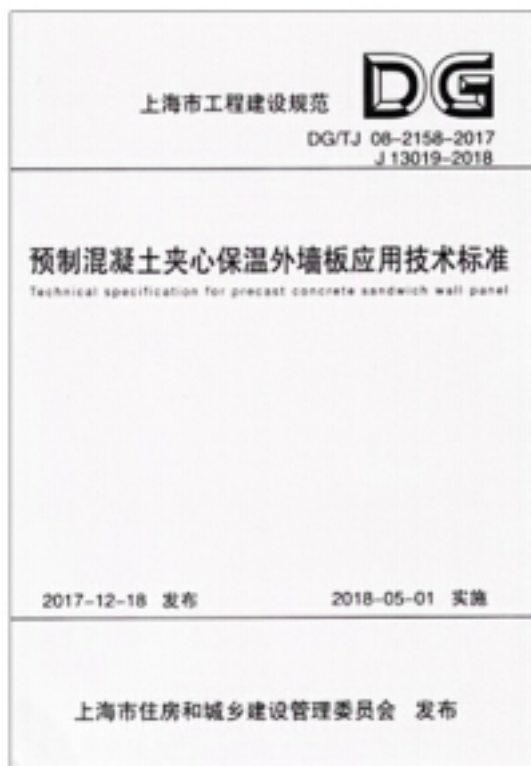 DG
上海市工程建设规范
DG/TJ 08-2158-2017
J 13019-2018
预制混凝土夹心保温外墙板应用技术标准
Technical specification for precast concrete sandwich wall panel
2017-12-18 发布 2018-05-01 实施
上海市住房和城乡建设管理委员会 发布